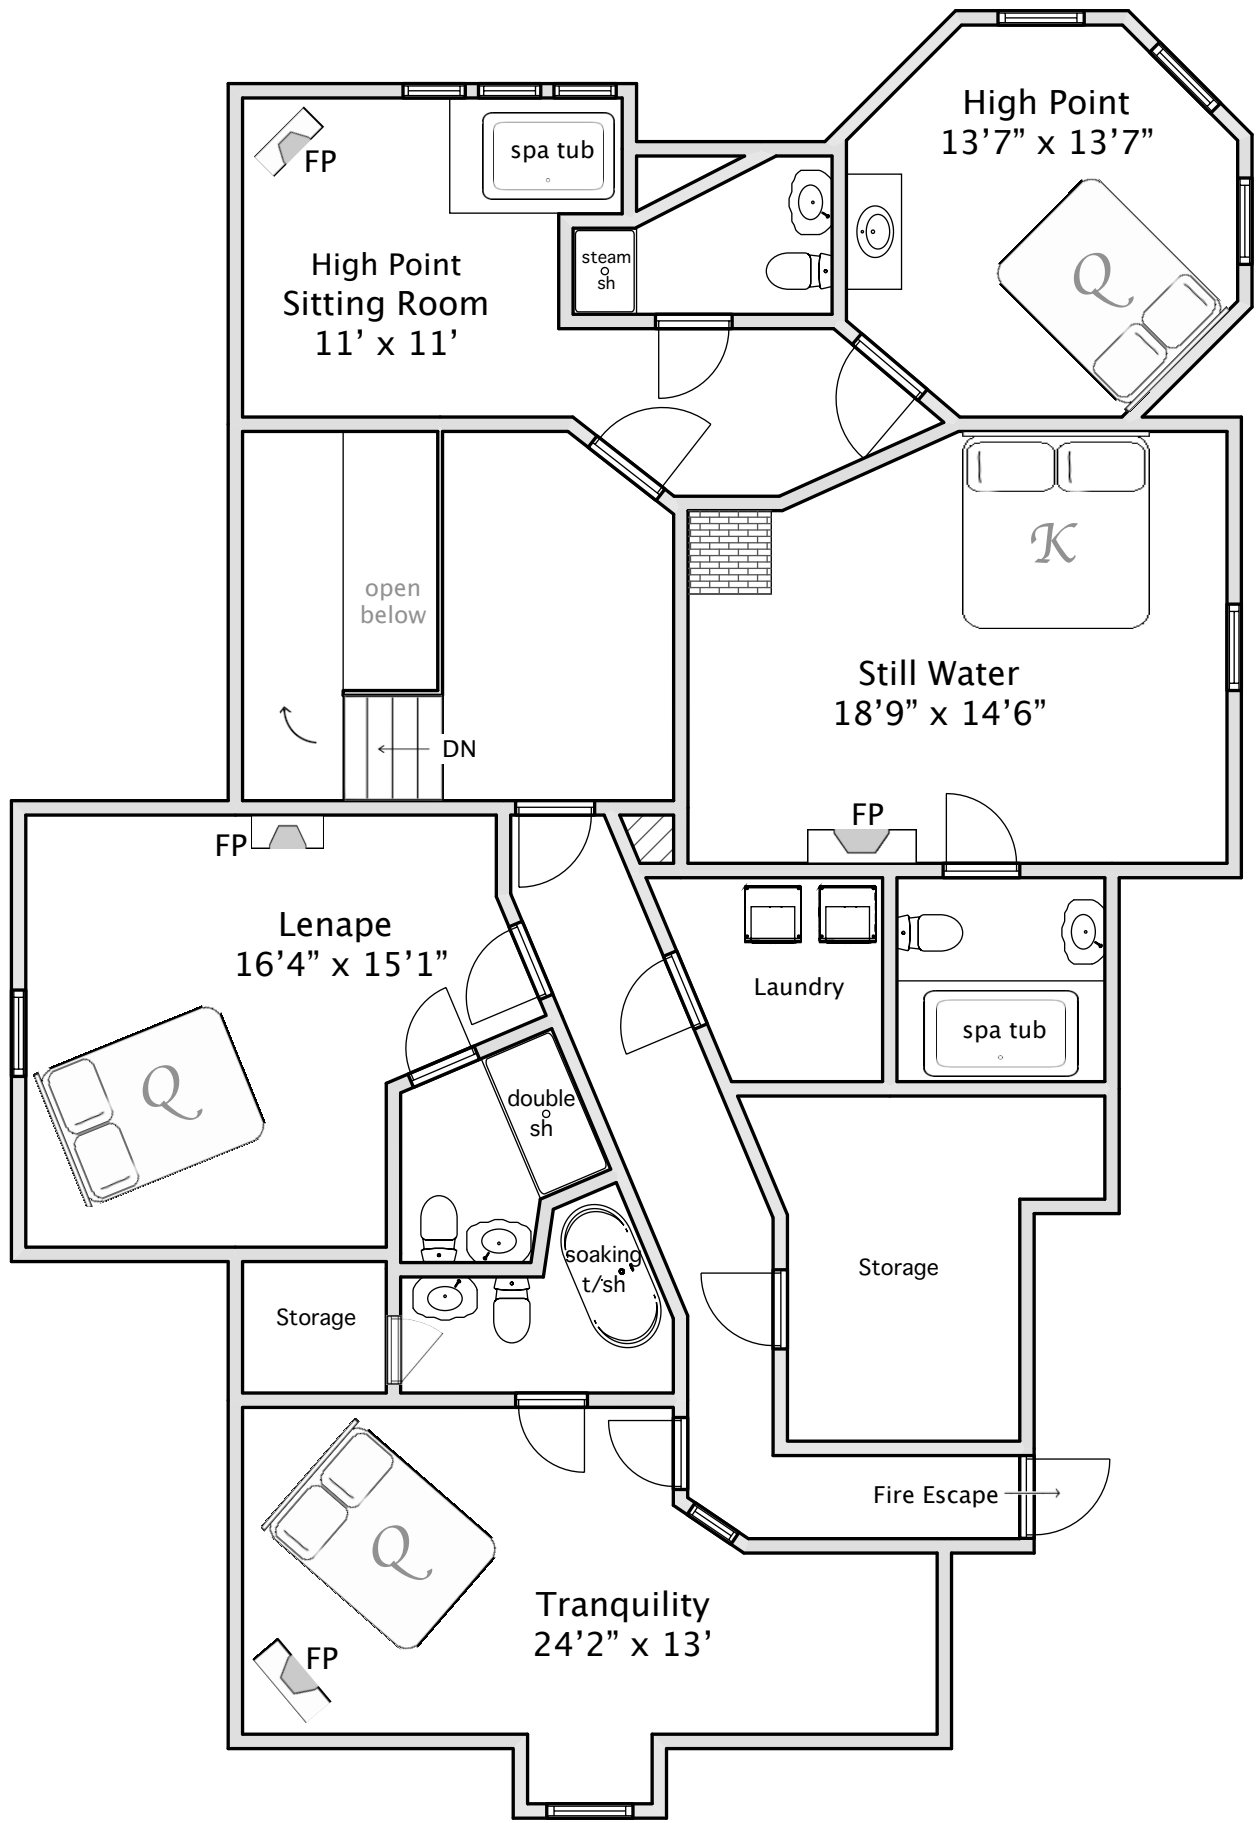 High Point
13’7” x 13’7”
Q
FP
spa tub
High Point
Sitting Room
11’ x 11’
steam
sh
open
below
DN
K
Still Water
18’9” x 14’6”
FP
FP
Lenape
16’4” x 15’1”
Q
Laundry
spa tub
double
sh
soaking
t/sh
Storage
Storage
Fire Escape
Q
Tranquility
24’2” x 13’
FP